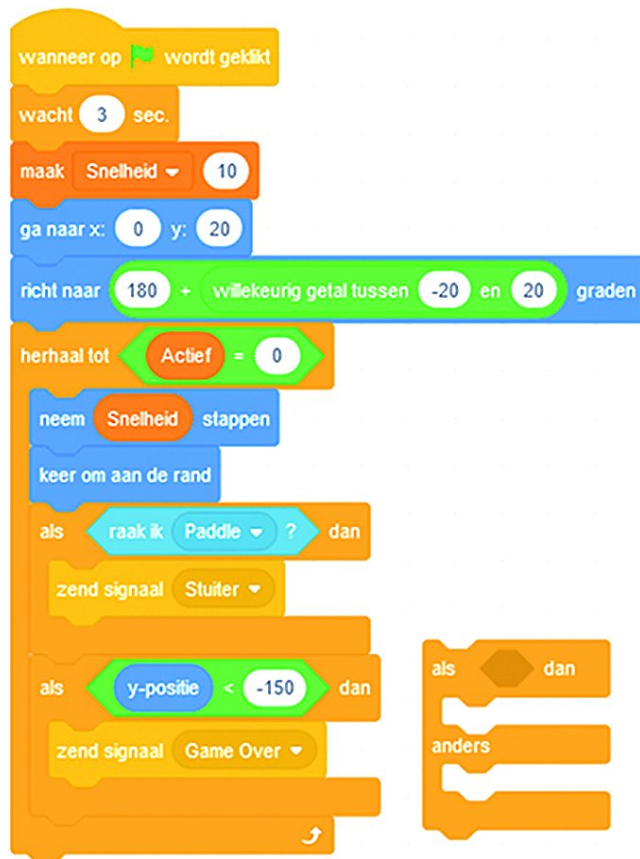 wanneer op wordt geklikt
wacht 3 sec.
maak Snelheid 10
ga naar x: 0 y: 20
richt naar 180 + willekeurig getal tussen -20 en 20 graden
herhaal tot Actief = 0
neem Snelheid stappen
keer om aan de rand
als raak ik Paddle ? dan
zend signaal Stuiter
als y-positie < -150 dan
zend signaal Game Over
als dan
anders